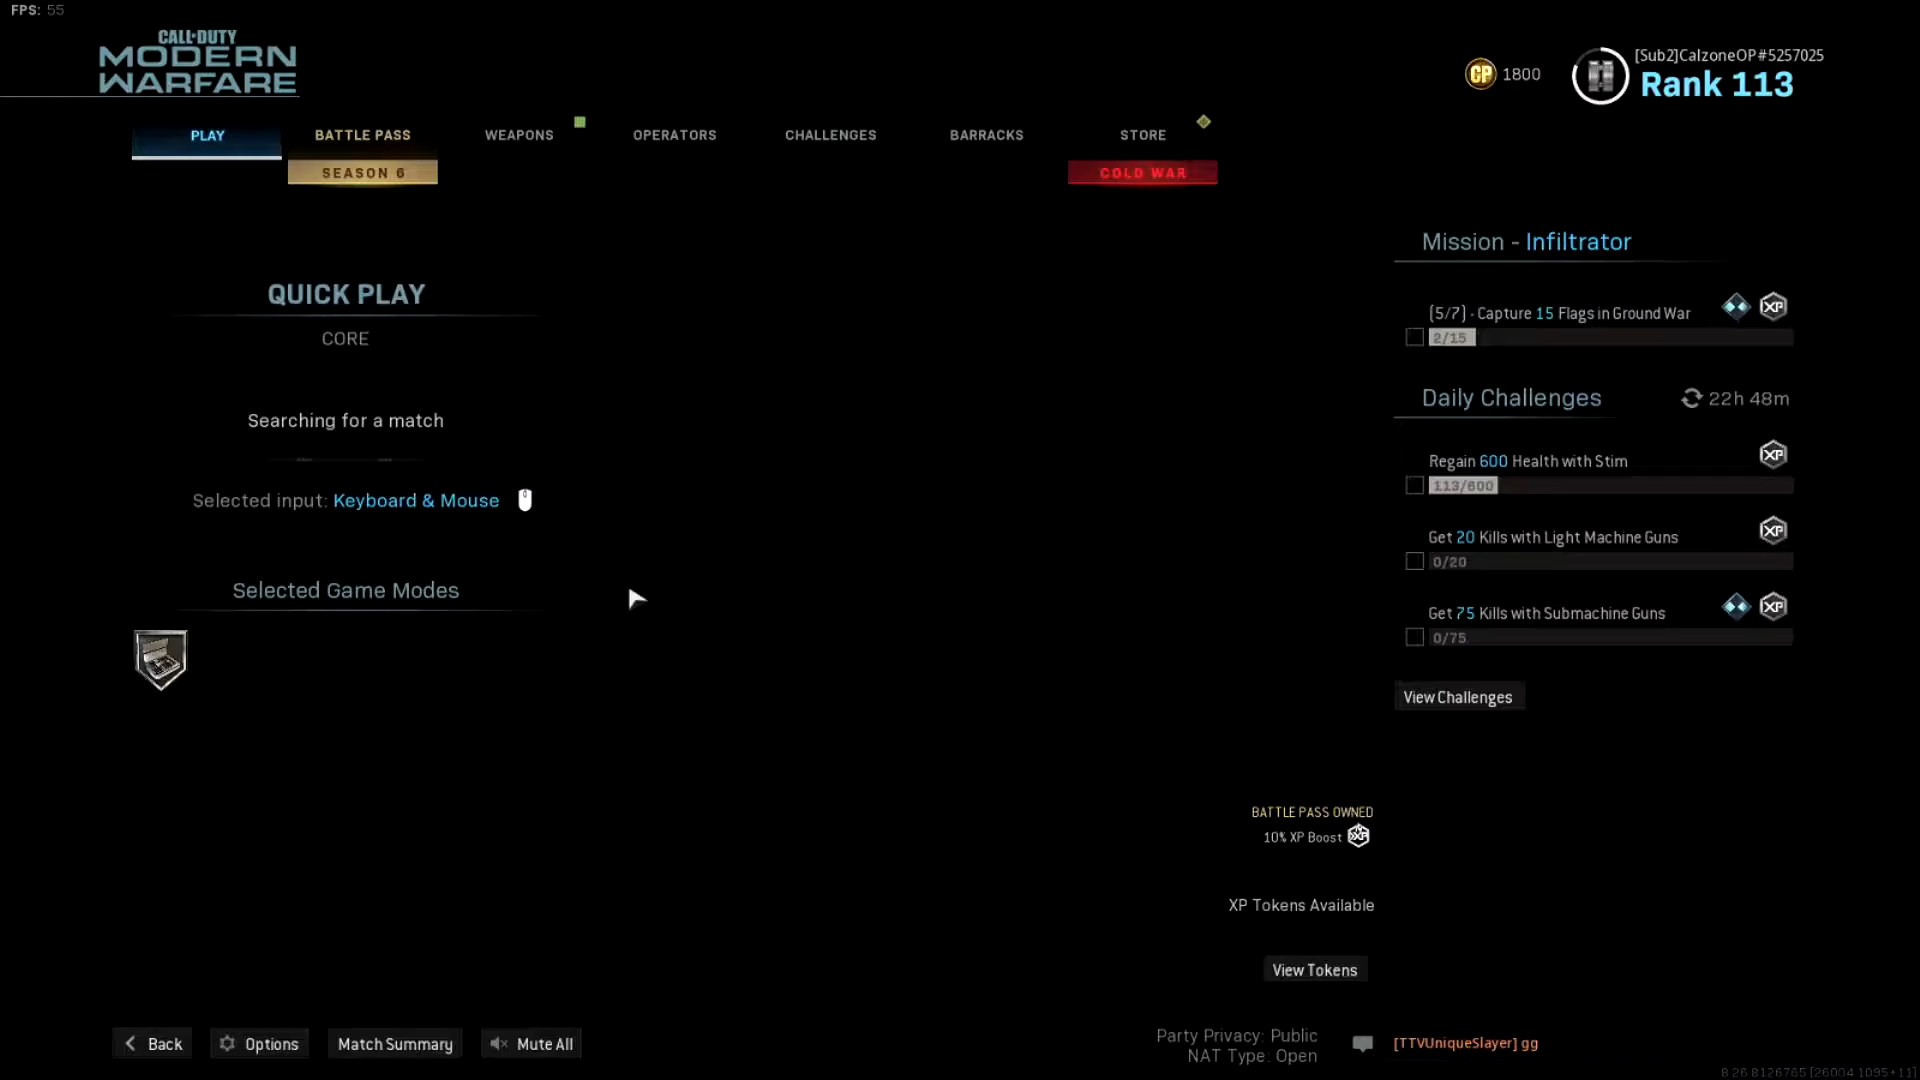 FPS: 55
CALL OF DUTY
MODERN
WARFARE
1800
[Sub2]CalzoneOP#5257025
Rank 113
PLAY
BATTLE PASS
WEAPONS
OPERATORS
CHALLENGES
BARRACKS
STORE
SEASON 6
COLD WAR
QUICK PLAY
CORE
Searching for a match
Selected input: Keyboard & Mouse
Selected Game Modes
Mission - Infiltrator
[5/7] - Capture 15 Flags in Ground War
XP
2/15
Daily Challenges
22h 48m
Regain 600 Health with Stim
XP
113/600
Get 20 Kills with Light Machine Guns
XP
0/20
Get 75 Kills with Submachine Guns
XP
0/75
View Challenges
BATTLE PASS OWNED
10% XP Boost
XP Tokens Available
View Tokens
Back
Options
Match Summary
Mute All
Party Privacy: Public
NAT Type: Open
[TTVUniqueSlayer] gg